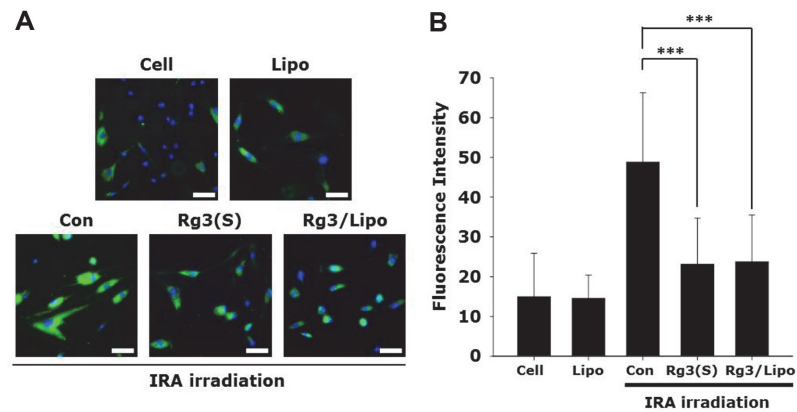 A
Cell Lipo
Con Rg3(S) Rg3/Lipo
IRA irradiation
B
***
***
Fluorescence Intensity
70
60
50
40
30
20
10
0
Cell Lipo Con Rg3(S) Rg3/Lipo
IRA irradiation